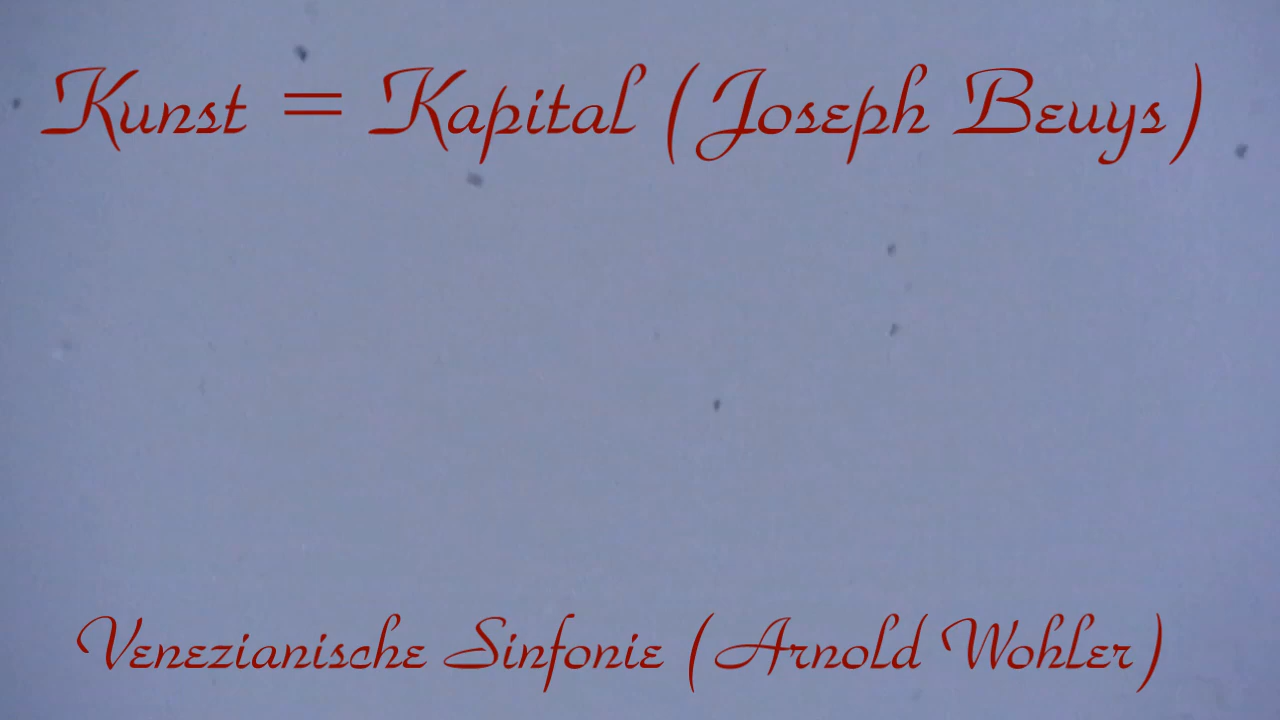 Kunst = Kapital (Joseph Beuys)
Venezianische Sinfonie (Arnold Wohler)